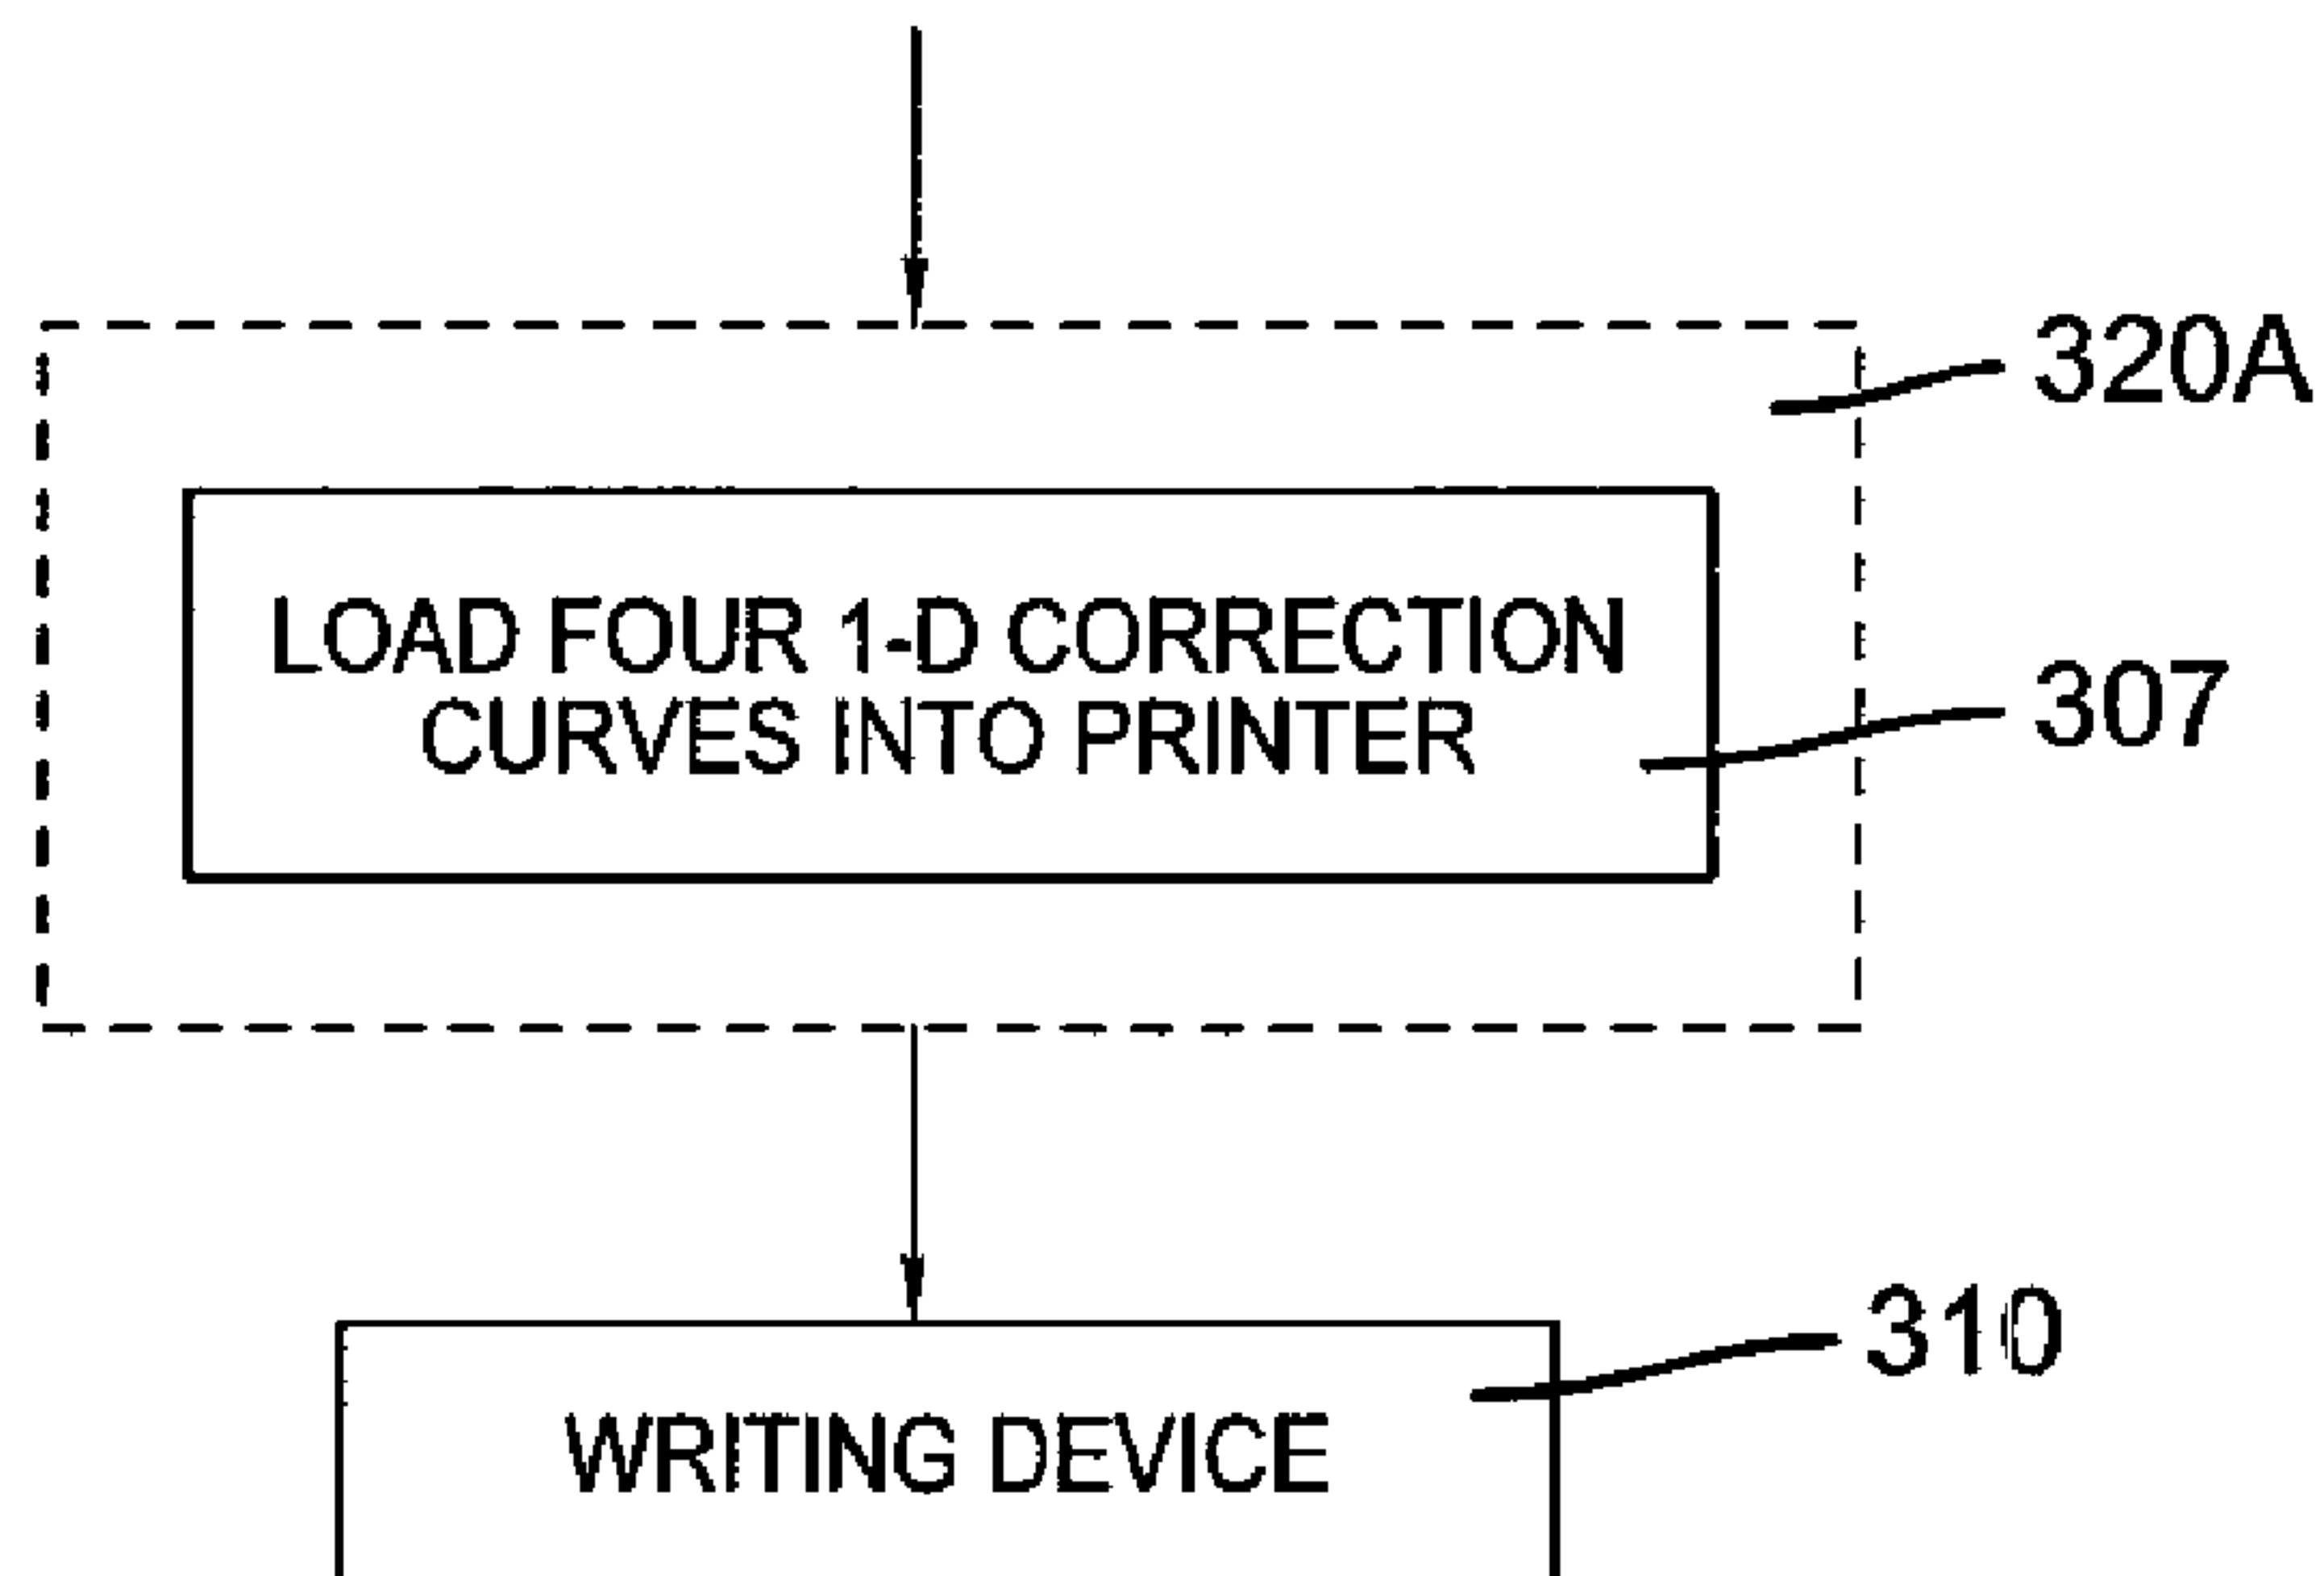 320A
LOAD FOUR 1-D CORRECTION
CURVES INTO PRINTER
307
310
WRITING DEVICE